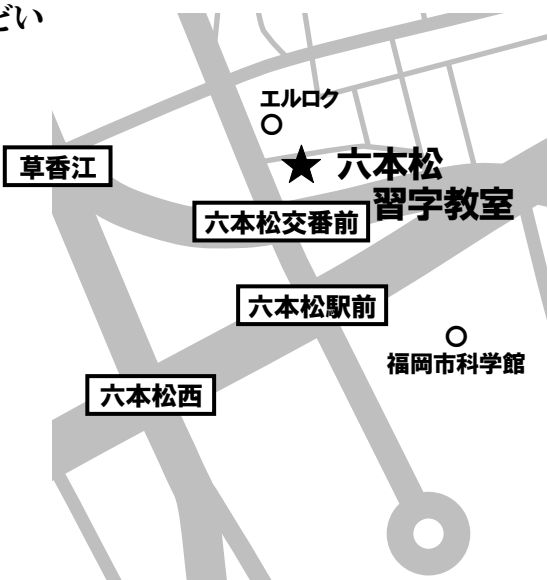 どい
エルロク
草香江
六本松
習字教室
六本松交番前
六本松駅前
福岡市科学館
六本松西